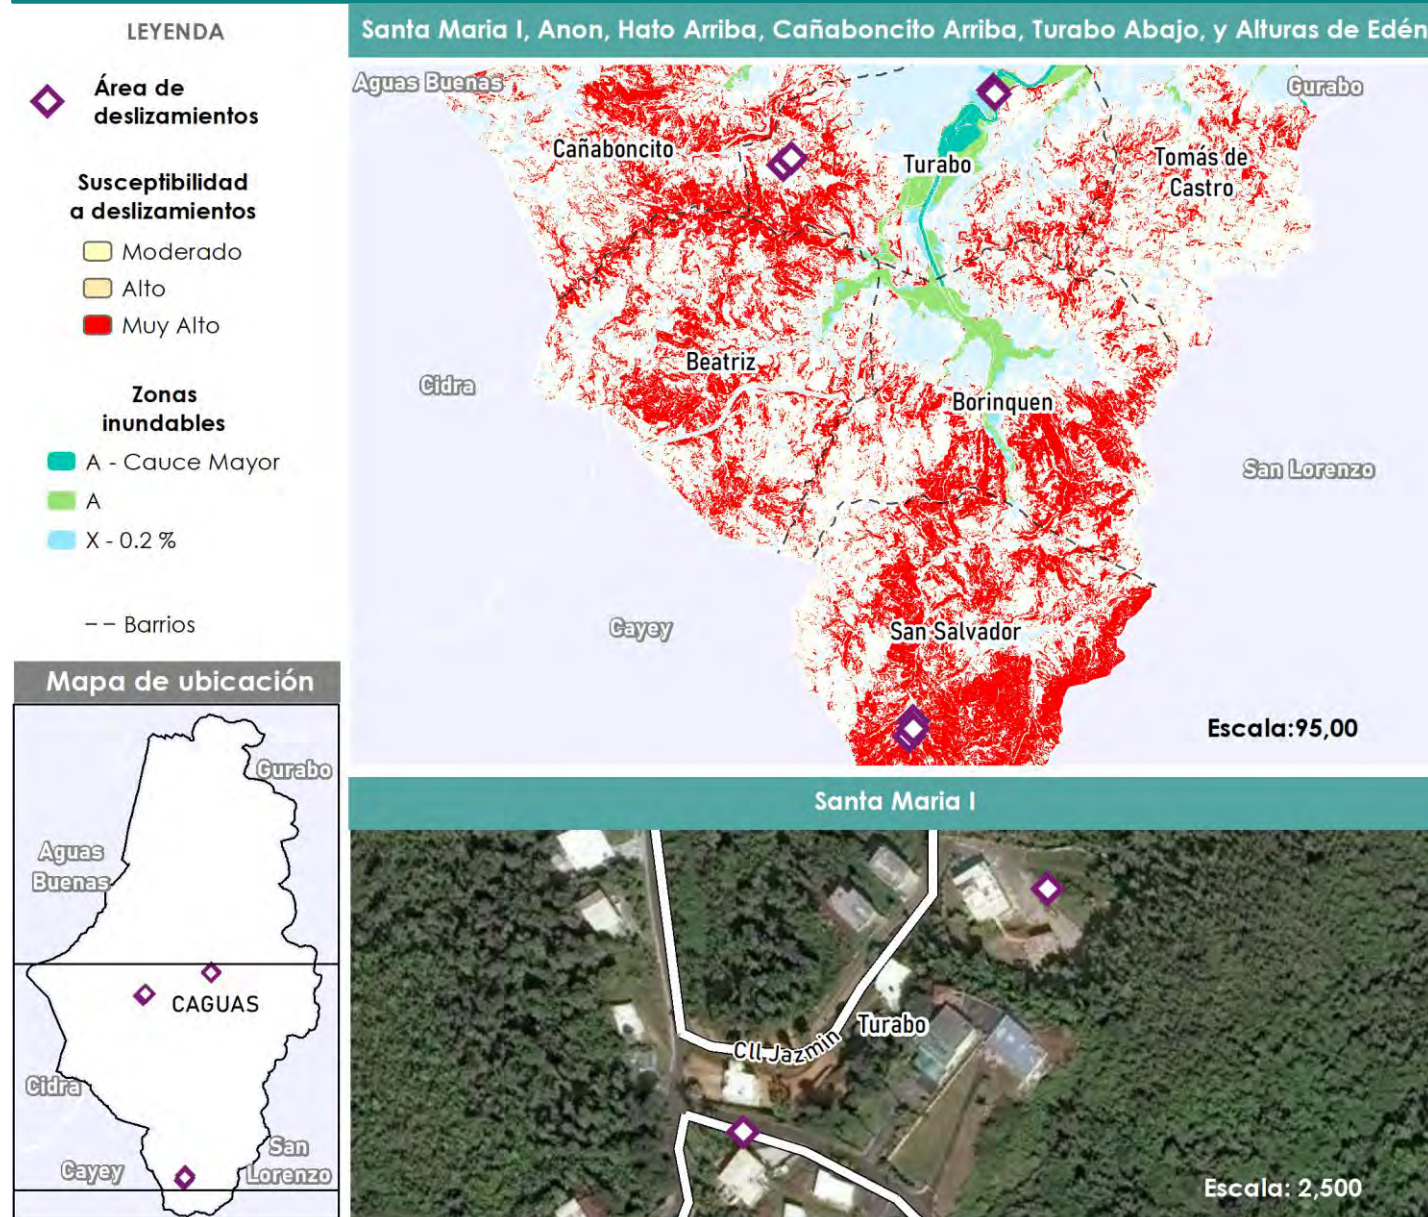 LEYENDA
Área de
deslizamientos
Susceptibilidad
a deslizamientos
Moderado
Alto
Muy Alto
Zonas
inundables
A - Cauce Mayor
A
X - 0.2 %
-- Barrios
Santa Maria I, Anon, Hato Arriba, Cañaboncito Arriba, Turabo Abajo, y Alturas de Edén
Aguas Buenas
Gurabo
Cañaboncito
Turabo
Tomás de
Castro
Beatriz
Cidra
Borinquen
San Lorenzo
Cayey
San Salvador
Escala:95,00
Mapa de ubicación
Gurabo
Aguas
Buenas
CAGUAS
Cidra
Cayey
San
Lorenzo
Santa Maria I
Turabo
Cll Jazmin
Escala: 2,500